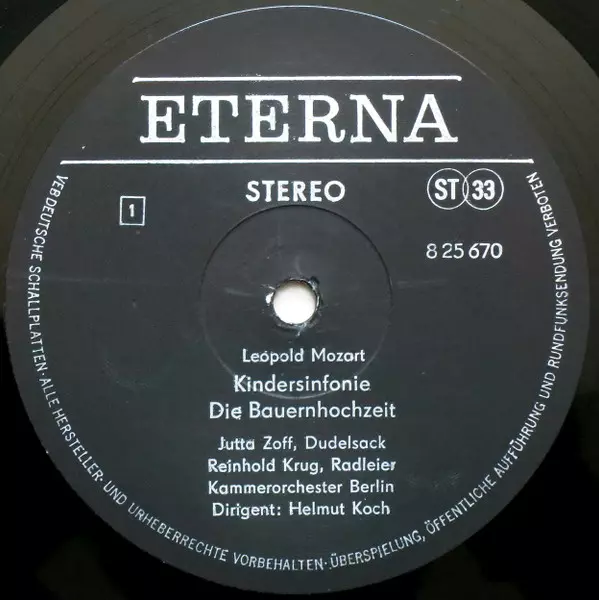 ETERNA
STEREO
ST 33
1
8 25 670
Leopold Mozart
Kindersinfonie
Die Bauernhochzeit
Jutta Zoff, Dudelsack
Reinhold Krug, Radleier
Kammerorchester Berlin
Dirigent: Helmut Koch
VEB DEUTSCHE SCHALLPLATTEN · ALLE HERSTELLER- UND URHEBERRECHTE VORBEHALTEN · ÜBERSPIELUNG, ÖFFENTLICHE AUFFÜHRUNG UND RUNDFUNKSENDUNG VERBOTEN